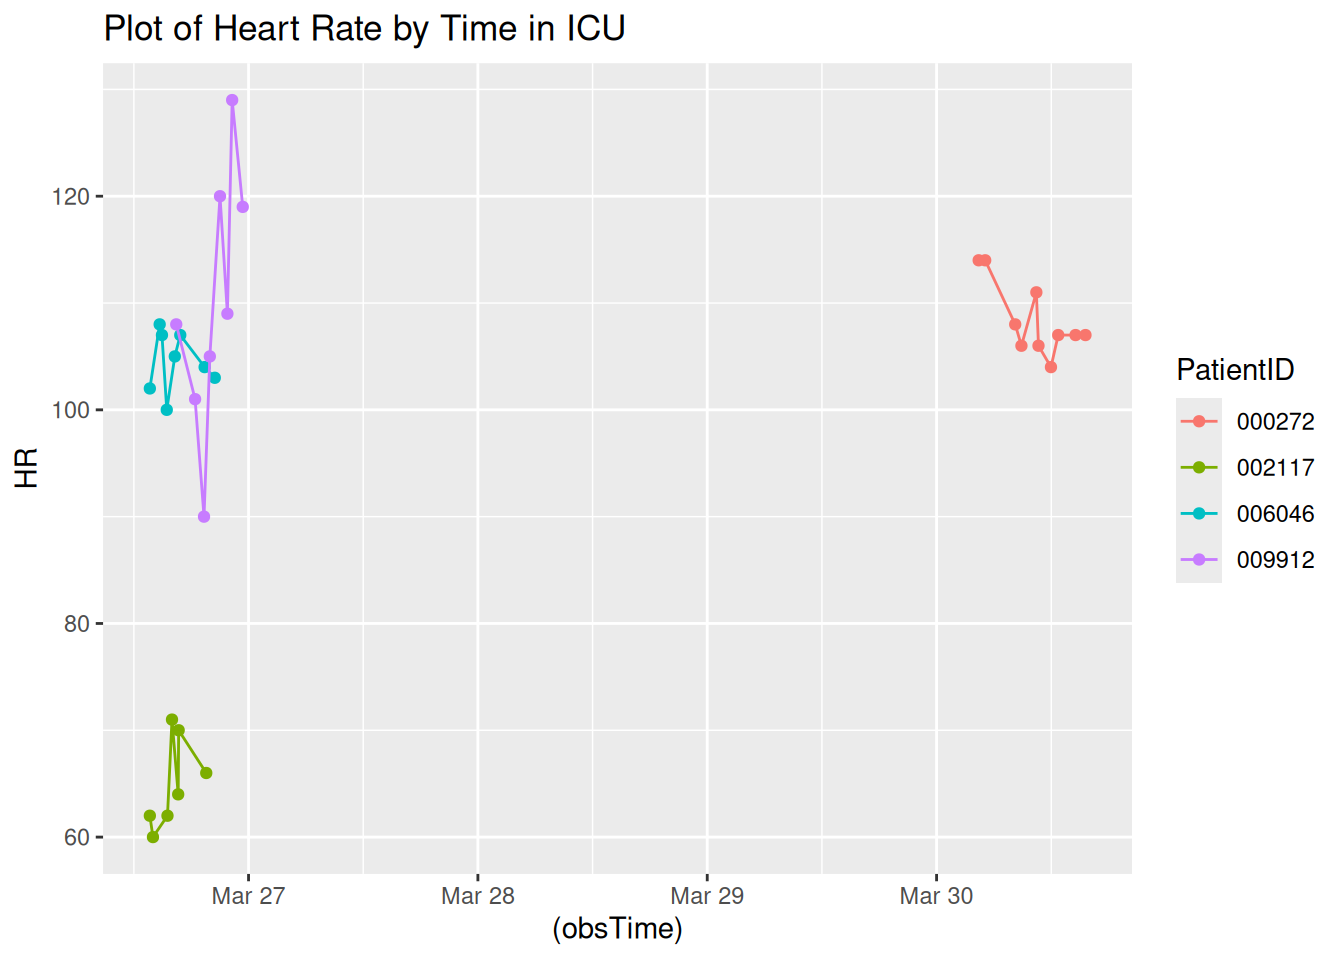 Plot of Heart Rate by Time in ICU
120
100
80
60
HR
Mar 27
Mar 28
Mar 29
Mar 30
(obsTime)
PatientID
000272
002117
006046
009912